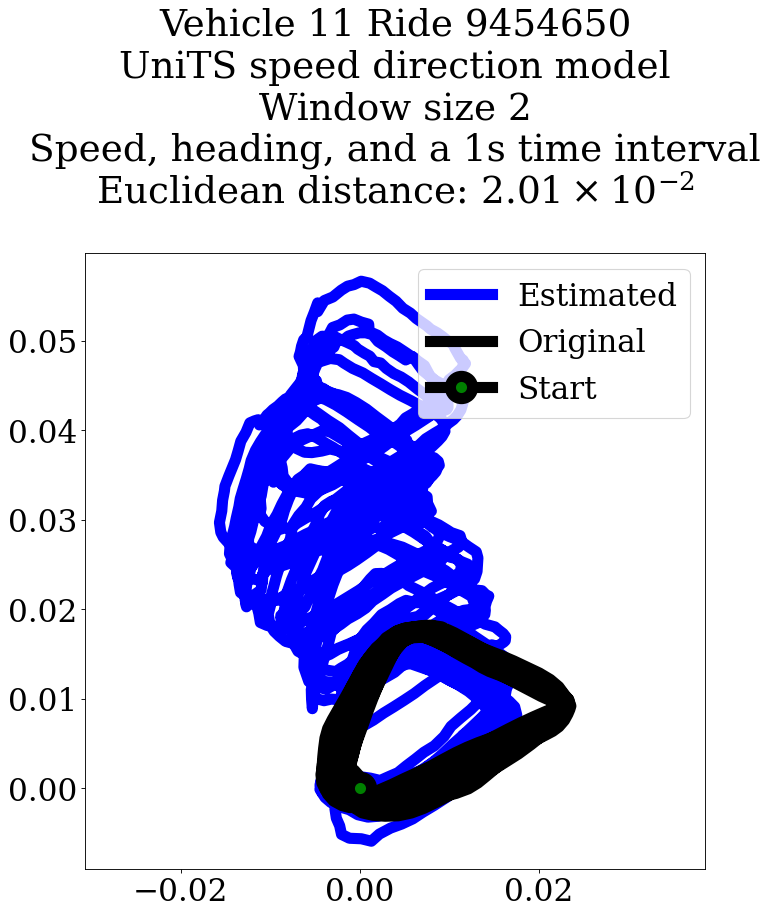 Vehicle 11 Ride 9454650
UniTS speed direction model
Window size 2
Speed, heading, and a 1s time interval
Euclidean distance: 2.01 × 10⁻²
Estimated
Original
Start
0.05
0.04
0.03
0.02
0.01
0.00
−0.02 0.00 0.02